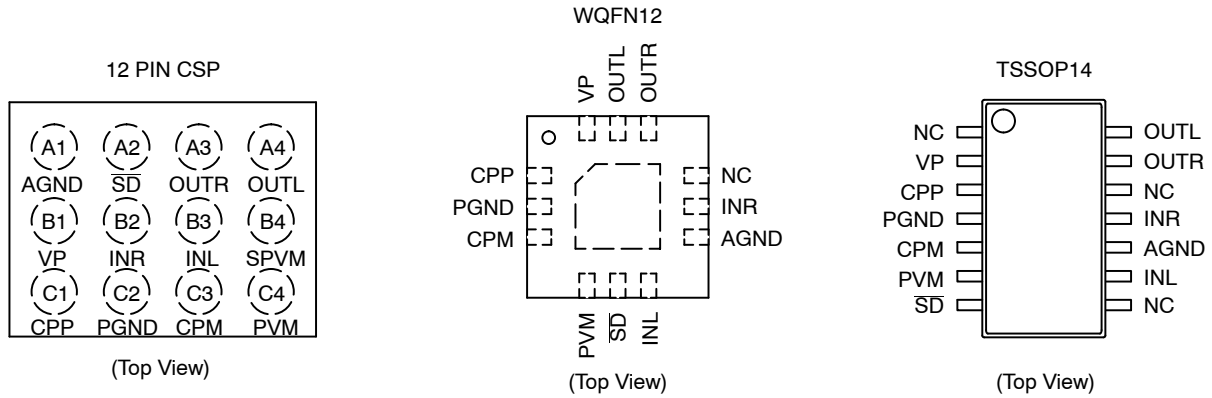 12 PIN CSP
A1 A2 A3 A4
AGND SD OUTR OUTL
B1 B2 B3 B4
VP INR INL SPVM
C1 C2 C3 C4
CPP PGND CPM PVM
(Top View)
WQFN12
VP
OUTL
OUTR
CPP
PGND
CPM
NC
INR
AGND
PVM
SD
INL
(Top View)
TSSOP14
NC
VP
CPP
PGND
CPM
PVM
SD
OUTL
OUTR
NC
INR
AGND
INL
NC
(Top View)